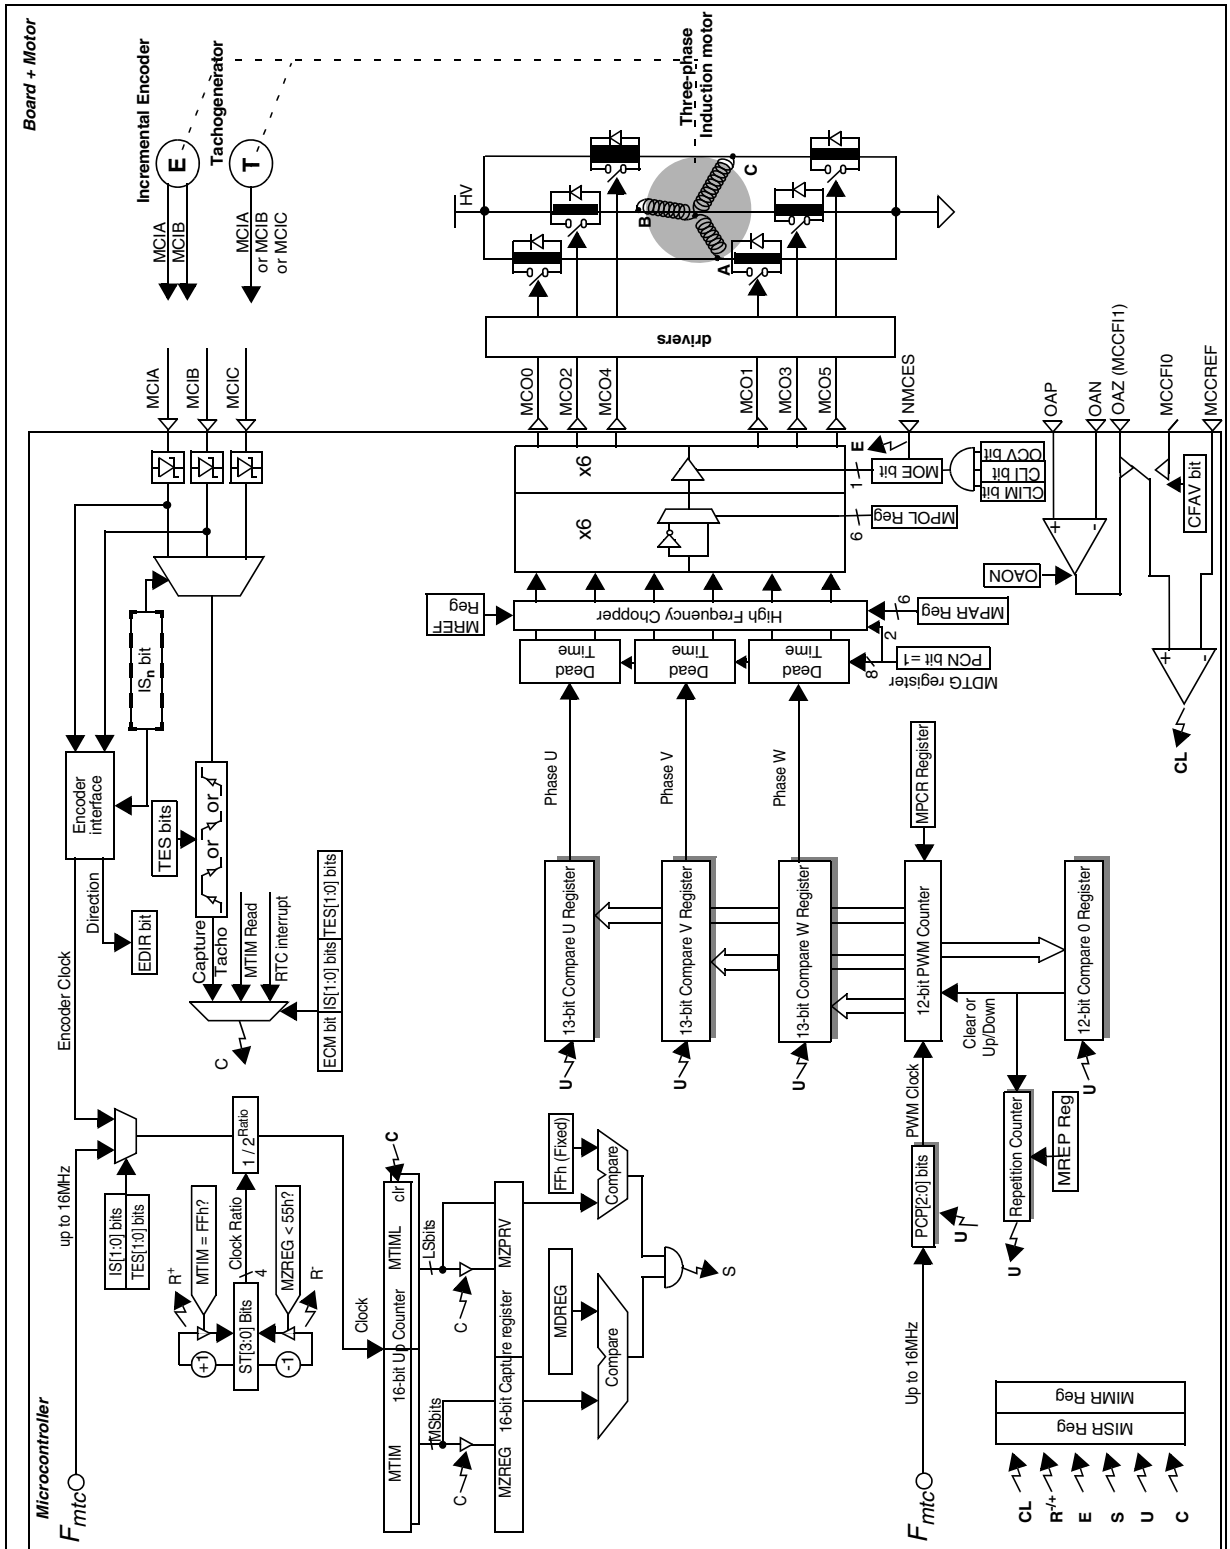 Board + Motor
Microcontroller
Incremental Encoder
E
Tachogenerator
T
MCIA
MCIB
MCIA
or MCIB
or MCIC
Three-phase
Induction motor
HV
A
B
C
drivers
MCIA
MCIB
MCIC
MCO0
MCO2
MCO4
MCO1
MCO3
MCO5
NMCES
OAP
OAN
OAZ (MCCFI1)
MCCFI0
MCCREF
E
x6
x6
1
MOE bit
CLIM bit
CLI bit
OCV bit
6
MPOL Reg
CFAV bit
+
-
OAON
+
-
CL
High Frequency Chopper
MREF
Reg
6
MPAR Reg
2
8
PCN bit =1
MDTG register
Dead
Time
Dead
Time
Dead
Time
Phase U
Phase V
Phase W
ISn bit
Encoder
interface
TES bits
or
or
Encoder Clock
Direction
EDIR bit
Capture
Tacho
MTIM Read
RTC interrupt
C
ECM bit
IS[1:0] bits
TES[1:0] bits
MPCR Register
13-bit Compare U Register
13-bit Compare V Register
13-bit Compare W Register
12-bit PWM Counter
12-bit Compare 0 Register
U
U
U
U
Clear or
Up/Down
PWM Clock
Repetition Counter
MREP Reg
U
PCP[2:0] bits
U
Up to 16MHz
Fmtc
Fmtc
up to 16MHz
IS[1:0] bits
TES[1:0] bits
1 / 2Ratio
Clock Ratio
4
R+
MTIM = FFh?
+1
ST[3:0] Bits
-1
MZREG < 55h?
R-
Clock
MTIM
16-bit Up Counter
MTIML
clr
C
MSbits
LSbits
C
C
MZREG
16-bit Capture register
MZPRV
MDREG
FFh (Fixed)
Compare
Compare
S
MISR Reg
MIMR Reg
CL
R-/+
E
S
U
C